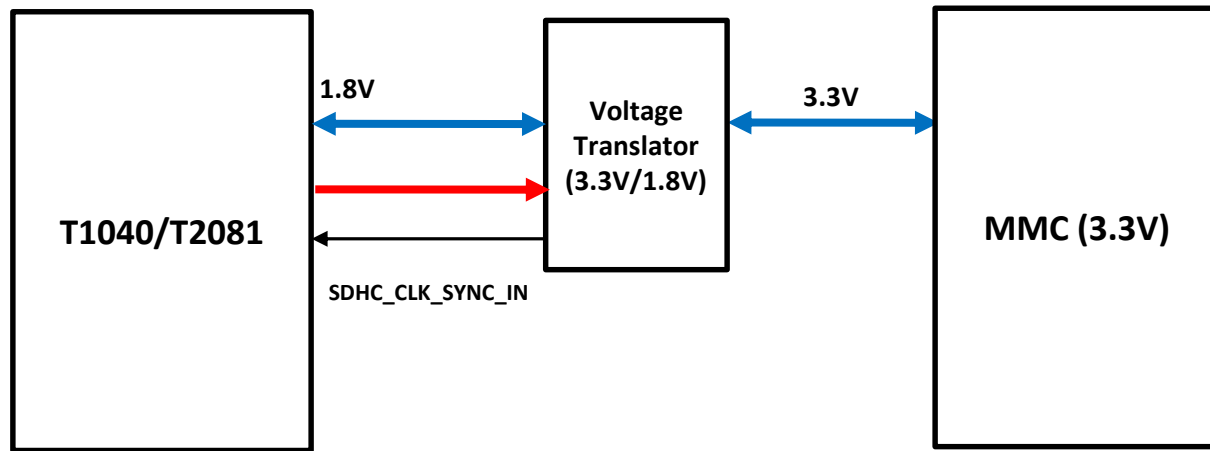 1.8V
Voltage
Translator
(3.3V/1.8V)
3.3V
T1040/T2081
MMC (3.3V)
SDHC_CLK_SYNC_IN